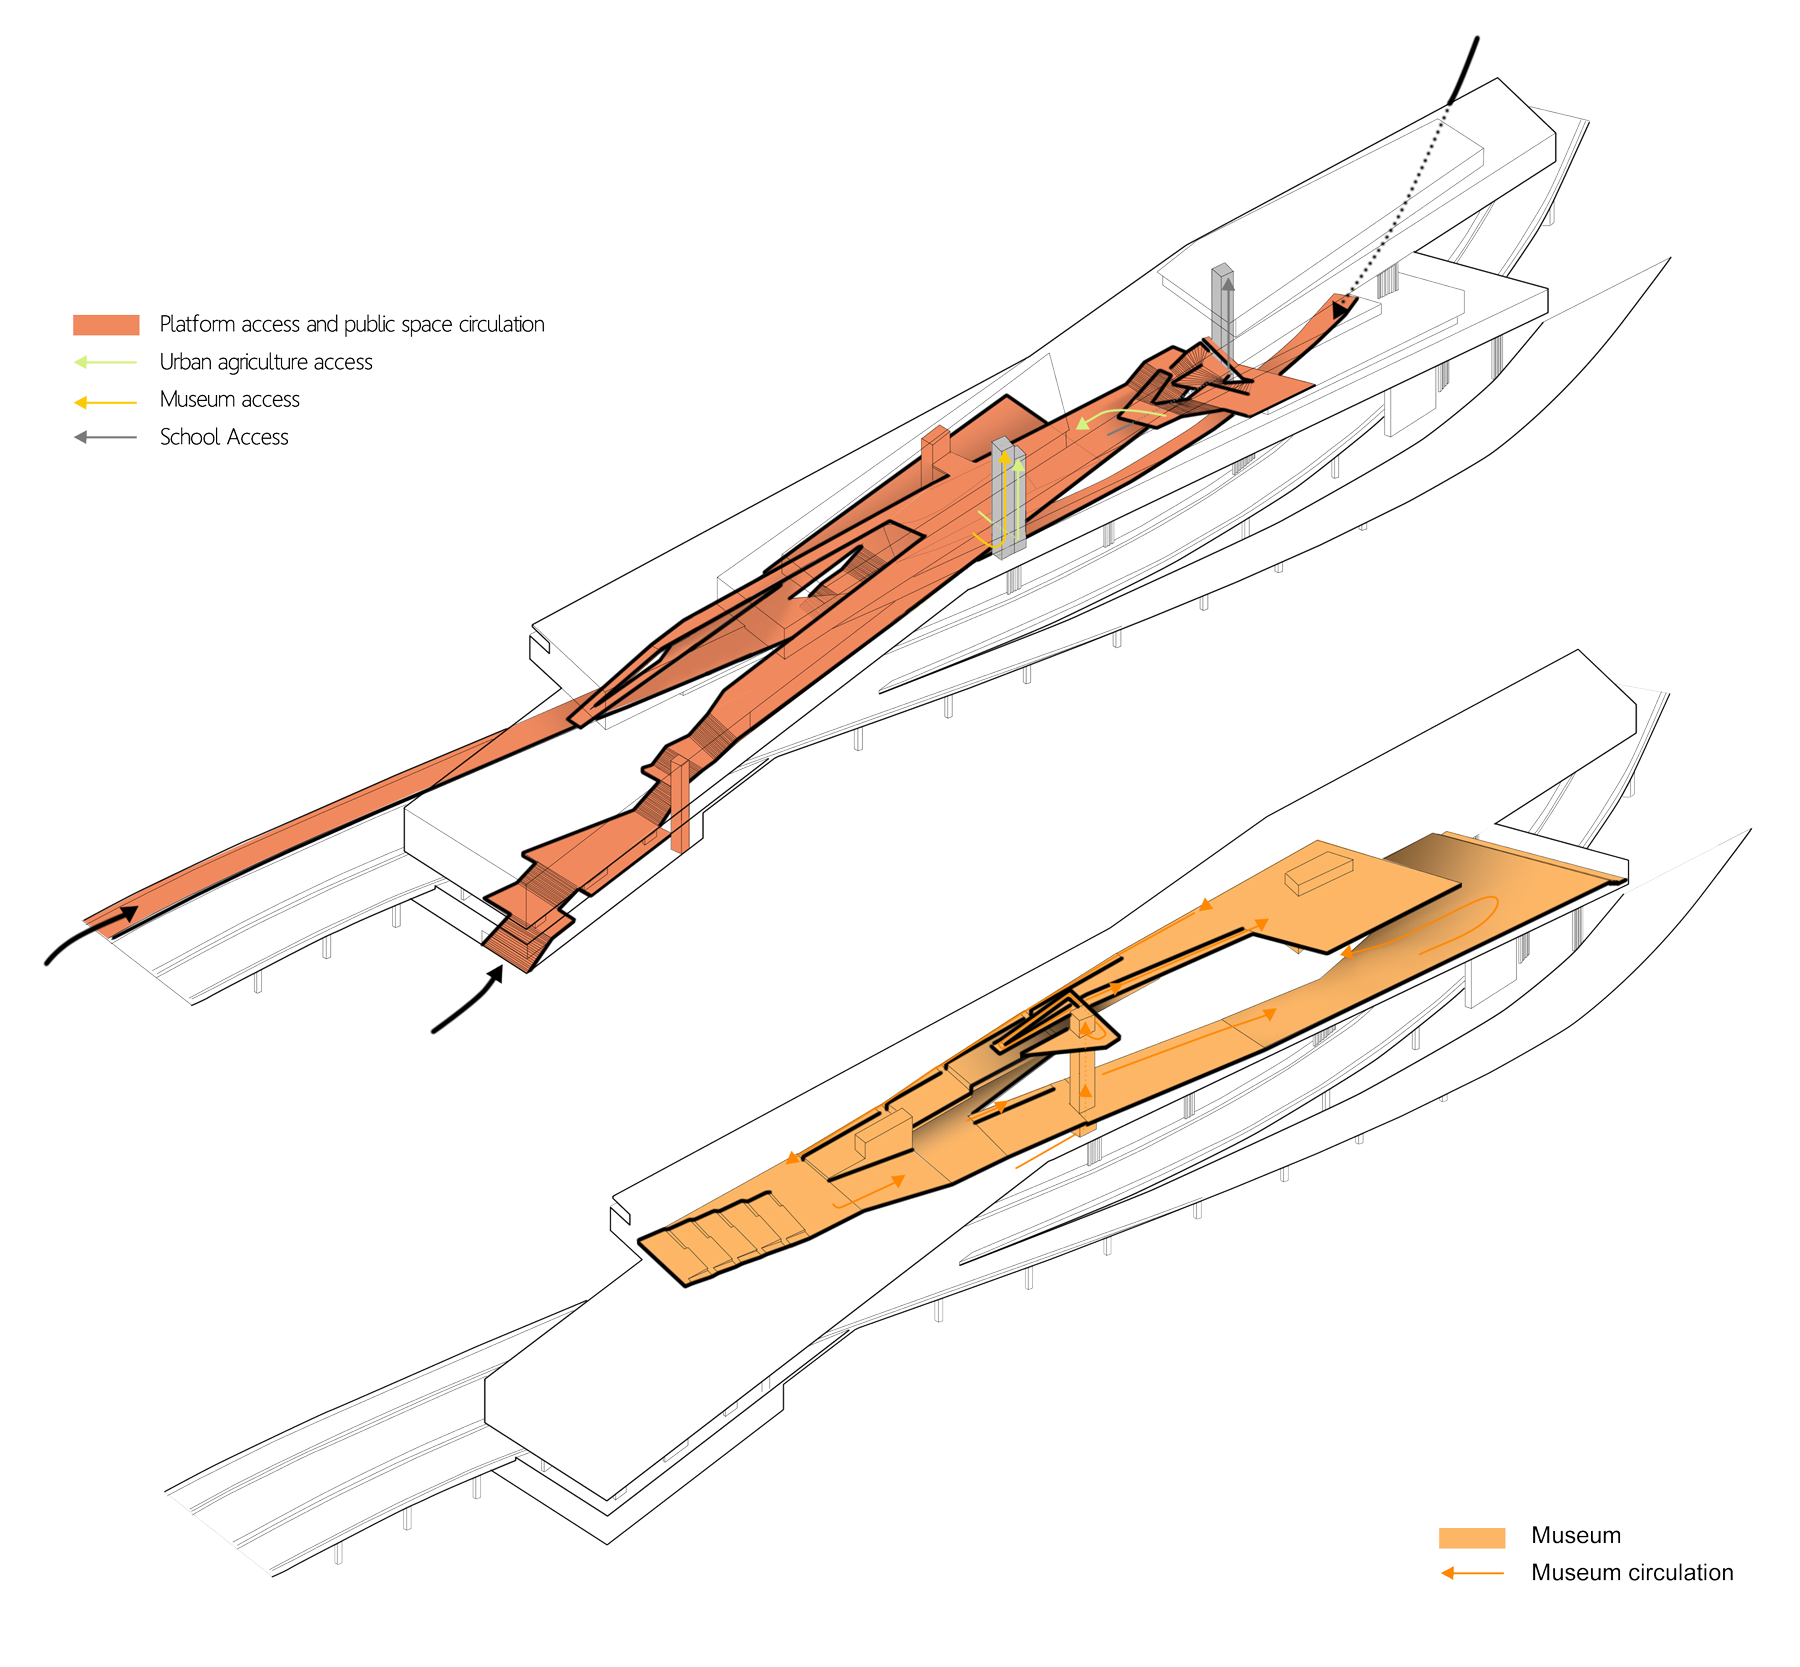 Platform access and public space circulation
Urban agriculture access
Museum access
School Access
Museum
Museum circulation